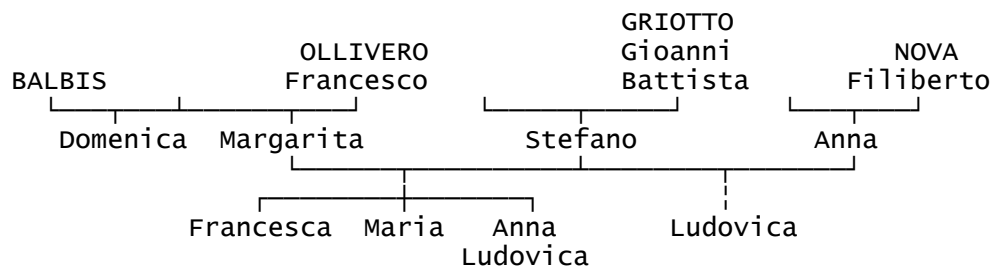 GRIOTTO
OLLIVERO Gioanni NOVA
BALBIS Francesco Battista Filiberto
Domenica Margarita Stefano Anna
Francesca Maria Anna Ludovica
Ludovica